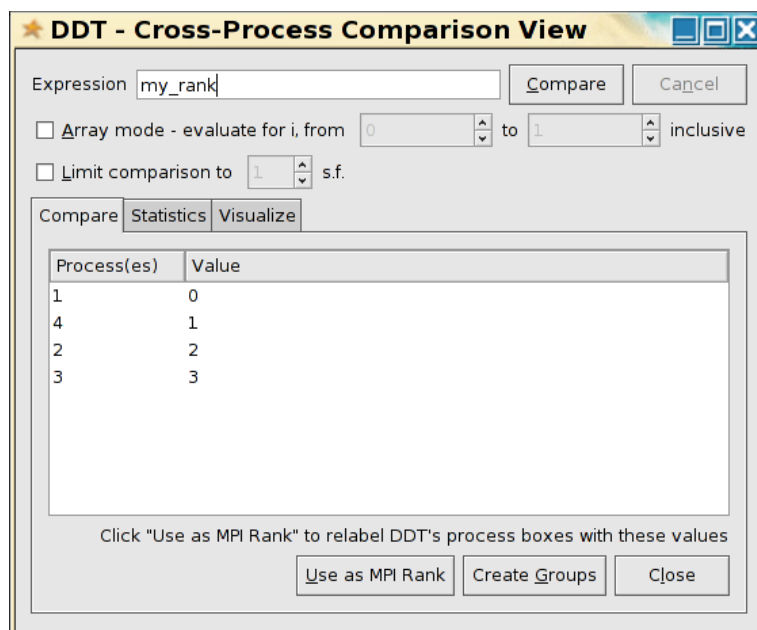 DDT - Cross-Process Comparison View
Expression my_rank Compare Cancel
Array mode - evaluate for i, from 0 to 1 inclusive
Limit comparison to 1 s.f.
Compare Statistics Visualize
Process(es) Value
1 0
4 1
2 2
3 3
Click "Use as MPI Rank" to relabel DDT's process boxes with these values
Use as MPI Rank Create Groups Close